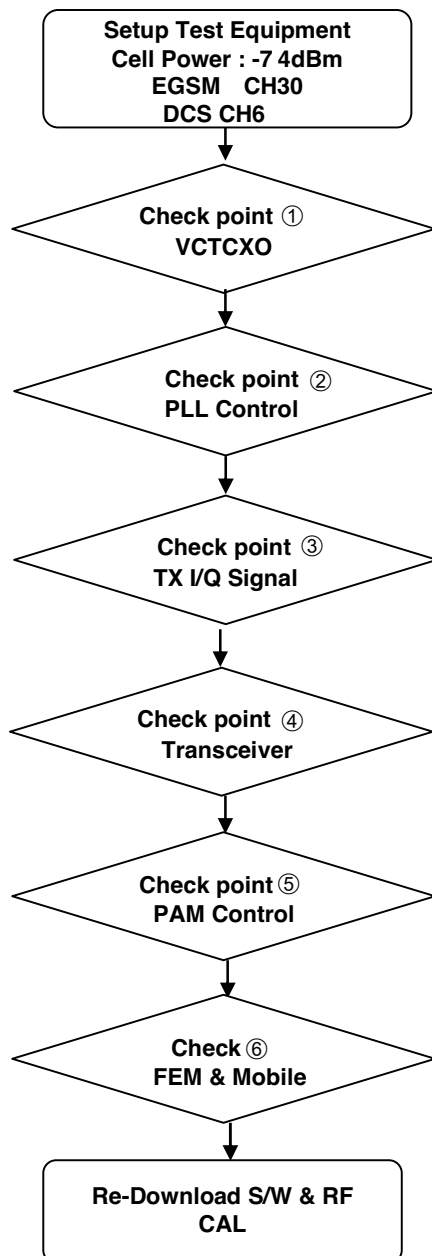 Setup Test Equipment
Cell Power : -7 4dBm
EGSM CH30
DCS CH6
Check point ①
VCTCXO
Check point ②
PLL Control
Check point ③
TX I/Q Signal
Check point ④
Transceiver
Check point ⑤
PAM Control
Check ⑥
FEM & Mobile
Re-Download S/W & RF
CAL